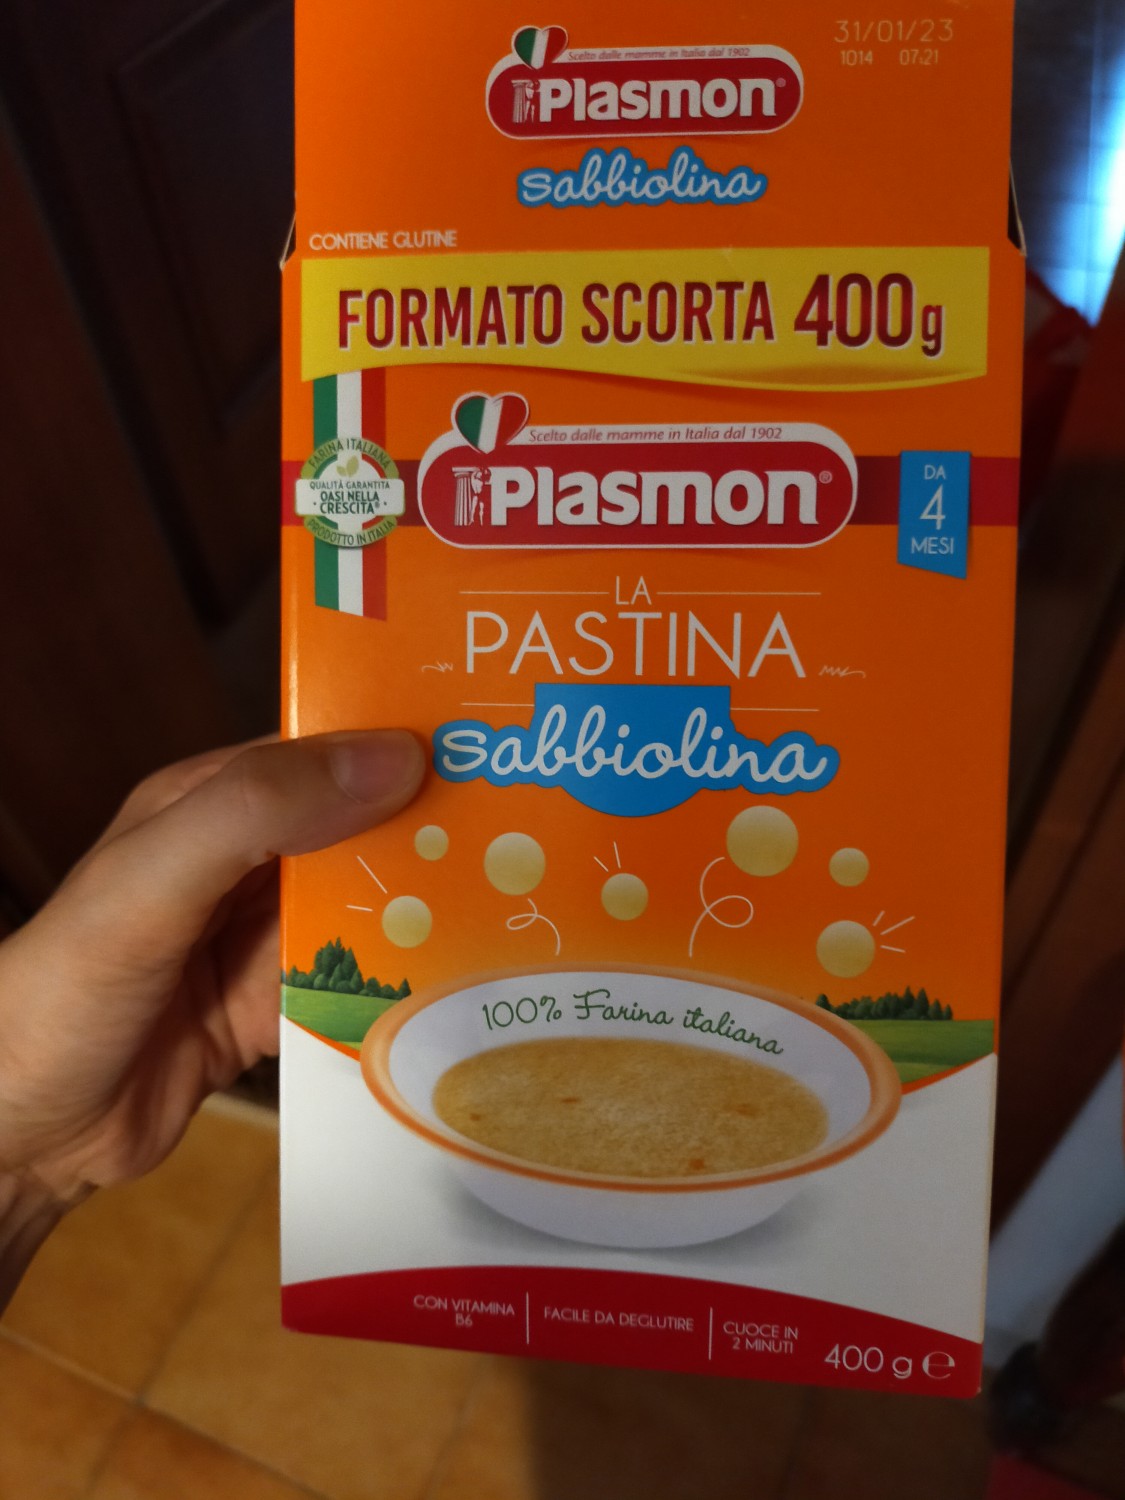 31/01/23
1014 07:21
Scelto dalle mamme in Italia dal 1902
Plasmon®
sabbiolina
CONTIENE GLUTINE
FORMATO SCORTA 400g
FARINA ITALIANA
QUALITÀ GARANTITA
OASI NELLA
CRESCITA®
PRODOTTO IN ITALIA
Scelto dalle mamme in Italia dal 1902
Plasmon®
DA
4
MESI
LA
PASTINA
sabbiolina
100% Farina italiana
CON VITAMINA
B6
FACILE DA DEGLUTIRE
CUOCE IN
2 MINUTI
400 g ℮